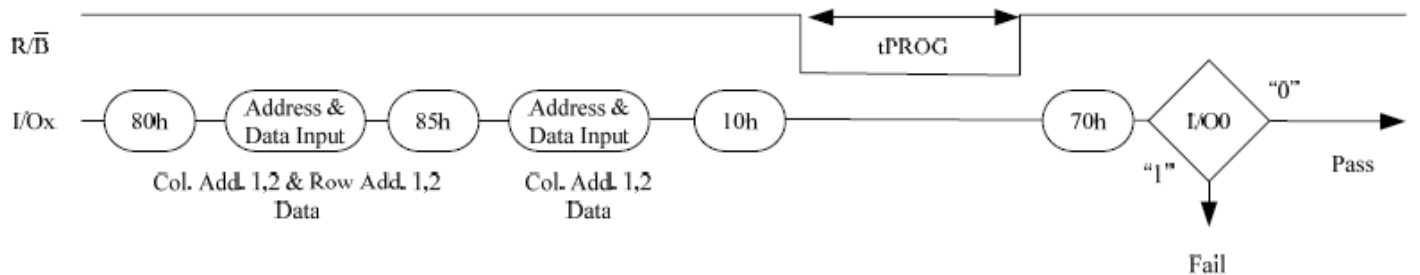 R/B̅
tPROG
I/Ox
80h
Address &
Data Input
85h
Address &
Data Input
10h
70h
I/O0
"0"
"1"
Pass
Col. Add. 1,2 & Row Add. 1,2
Data
Col. Add. 1,2
Data
Fail